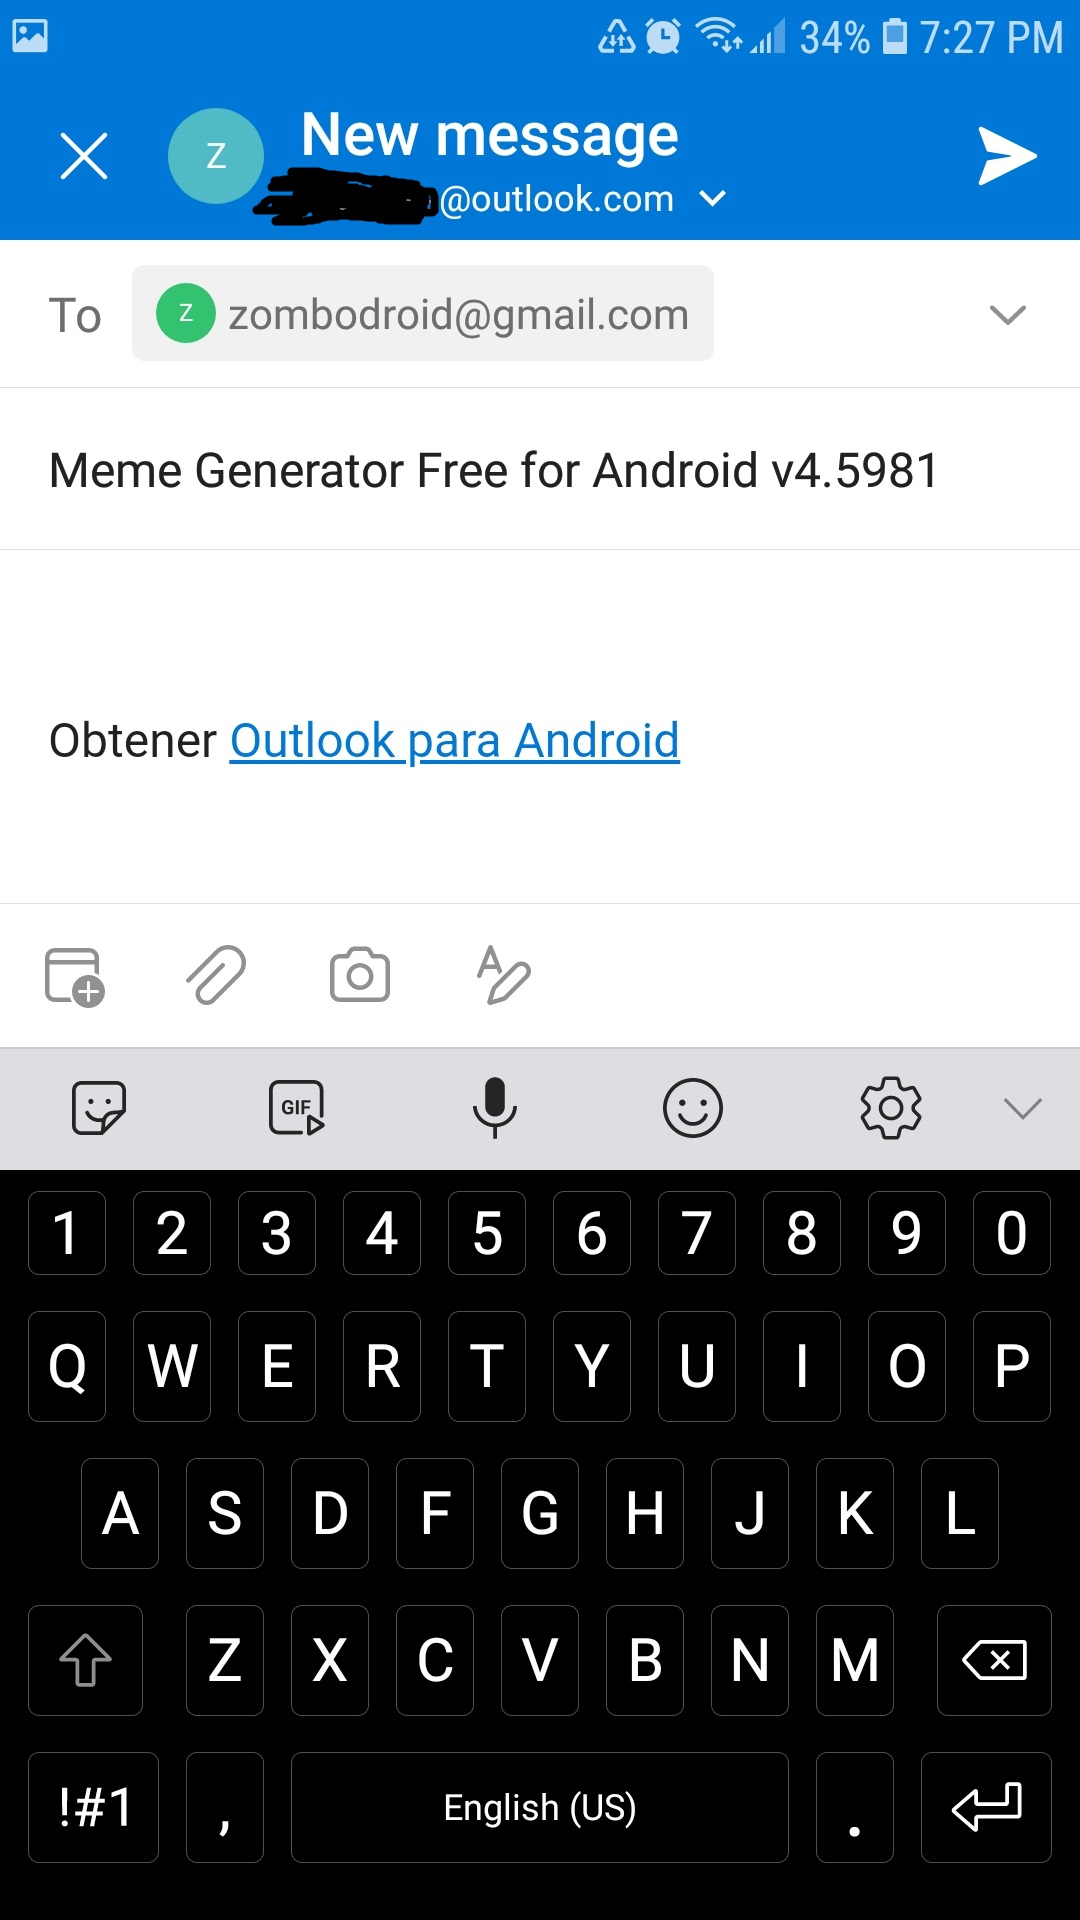 34% 7:27 PM
Z
New message
@outlook.com
To
Z zombodroid@gmail.com
Meme Generator Free for Android v4.5981
Obtener Outlook para Android
GIF
1 2 3 4 5 6 7 8 9 0
Q W E R T Y U I O P
A S D F G H J K L
Z X C V B N M
!#1 , English (US) .